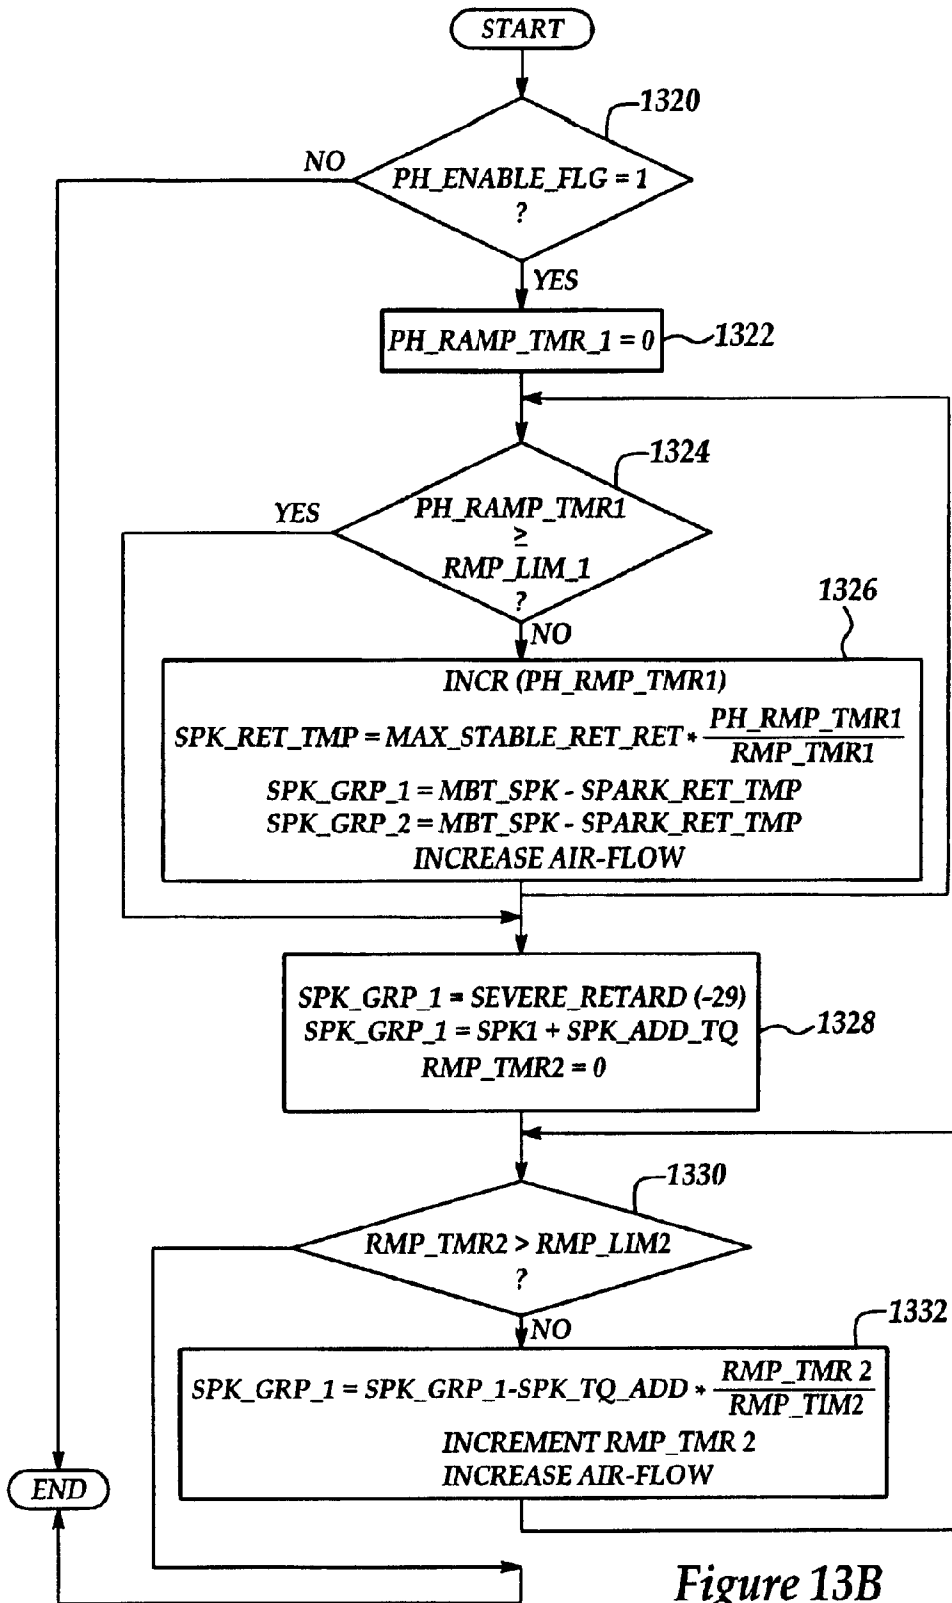 START
1320
NO
PH_ENABLE_FLG = 1
?
YES
PH_RAMP_TMR_1 = 0
1322
1324
YES
PH_RAMP_TMR1
≥
RMP_LIM_1
?
1326
NO
INCR (PH_RMP_TMR1)
SPK_RET_TMP = MAX_STABLE_RET_RET * PH_RMP_TMR1 / RMP_TMR1
SPK_GRP_1 = MBT_SPK - SPARK_RET_TMP
SPK_GRP_2 = MBT_SPK - SPARK_RET_TMP
INCREASE AIR-FLOW
SPK_GRP_1 = SEVERE_RETARD (-29)
SPK_GRP_1 = SPK1 + SPK_ADD_TQ
RMP_TMR2 = 0
1328
1330
RMP_TMR2 > RMP_LIM2
?
1332
NO
SPK_GRP_1 = SPK_GRP_1-SPK_TQ_ADD * RMP_TMR 2 / RMP_TIM2
INCREMENT RMP_TMR 2
INCREASE AIR-FLOW
END
Figure 13B